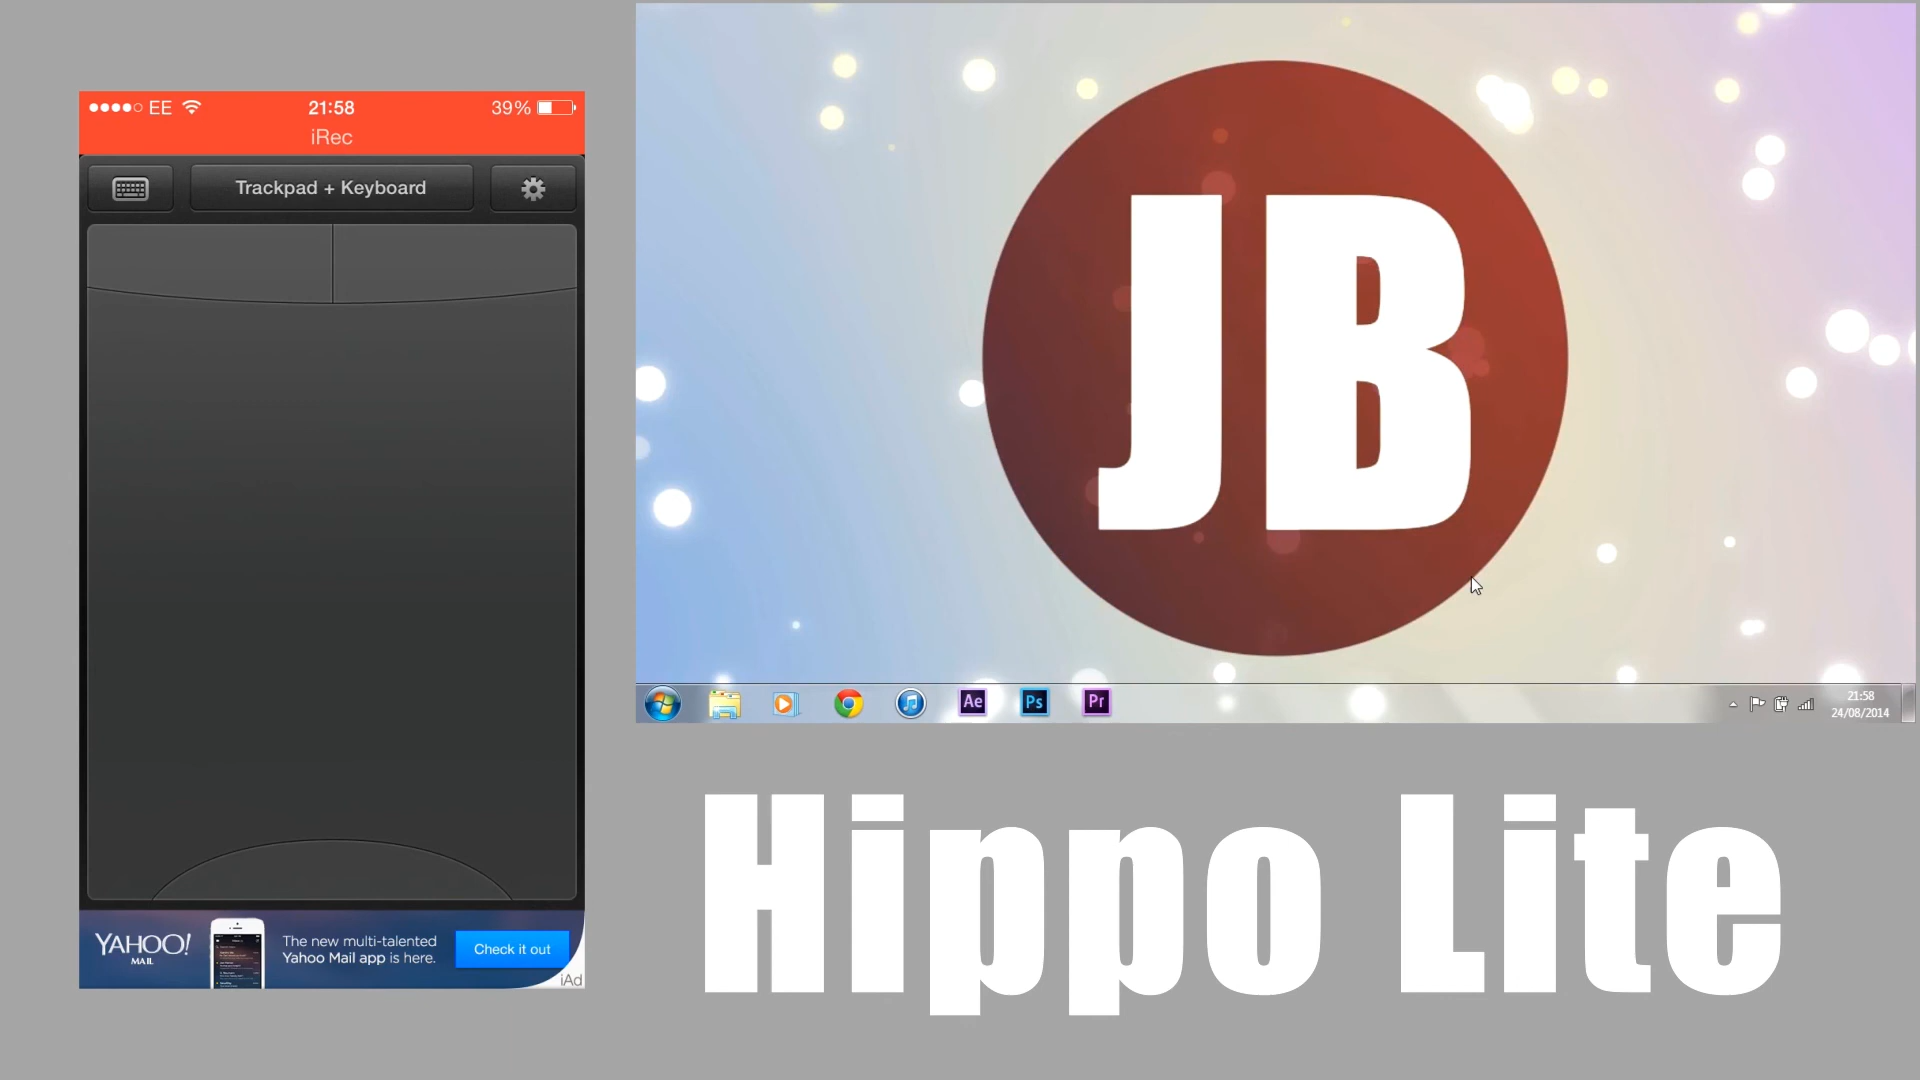 EE 21:58 39%
iRec
Trackpad + Keyboard
YAHOO!
MAIL
The new multi-talented
Yahoo Mail app is here.
Check it out
iAd
JB
Ae Ps Pr
21:58
24/08/2014
Hippo Lite